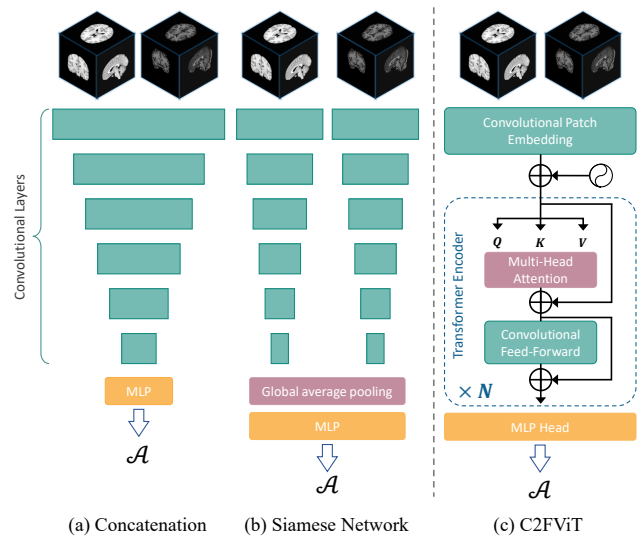 Convolutional Layers
MLP
𝒜
(a) Concatenation
Global average pooling
MLP
𝒜
(b) Siamese Network
Convolutional Patch
Embedding
Transformer Encoder
Q K V
Multi-Head
Attention
Convolutional
Feed-Forward
× N
MLP Head
𝒜
(c) C2FViT